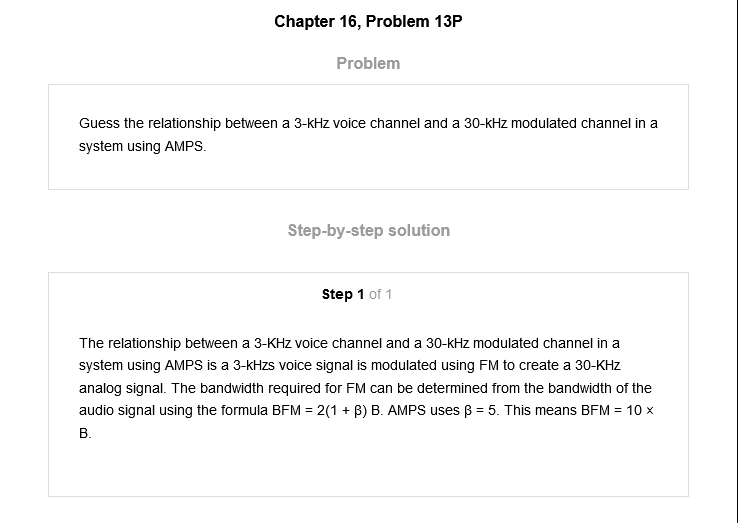 Chapter 16, Problem 13P
Problem
Guess the relationship between a 3-kHz voice channel and a 30-kHz modulated channel in a
system using AMPS.
Step-by-step solution
Step 1 of 1
The relationship between a 3-KHz voice channel and a 30-kHz modulated channel in a
system using AMPS is a 3-kHzs voice signal is modulated using FM to create a 30-KHz
analog signal. The bandwidth required for FM can be determined from the bandwidth of the
audio signal using the formula BFM = 2(1 + β) B. AMPS uses β = 5. This means BFM = 10 ×
B.